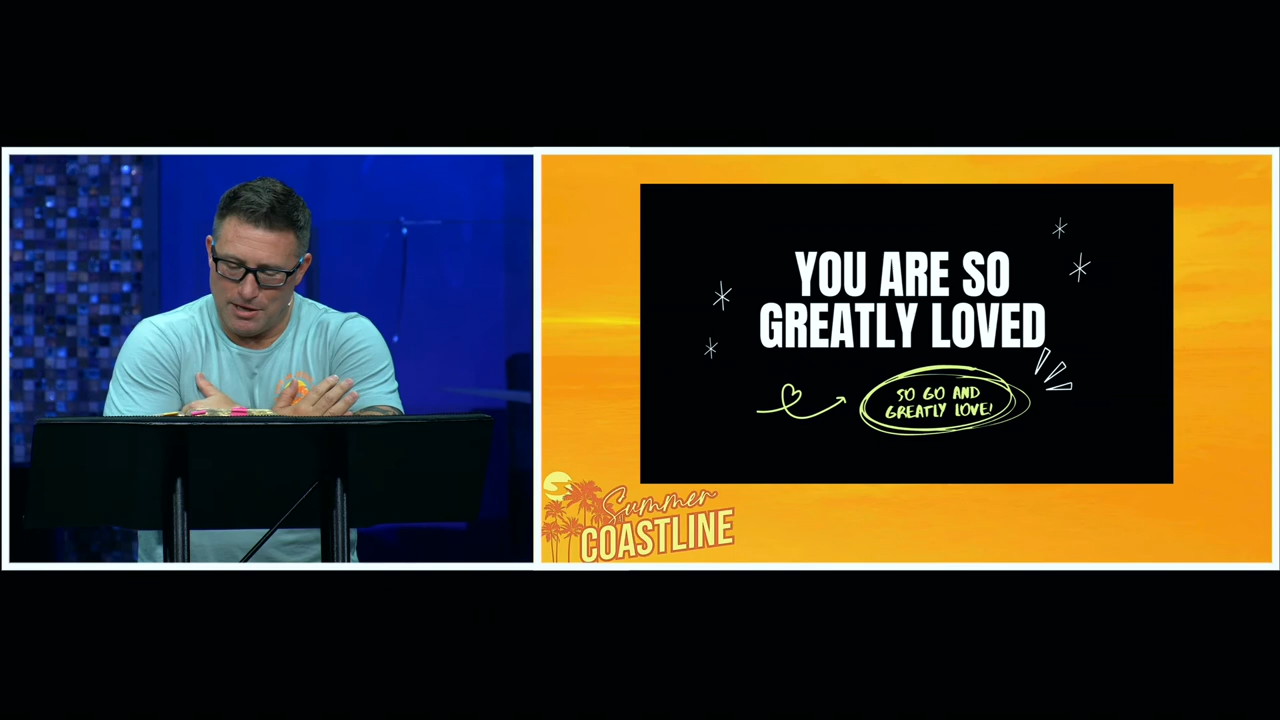 YOU ARE SO
GREATLY LOVED
SO GO AND
GREATLY LOVE!
Summer
COASTLINE